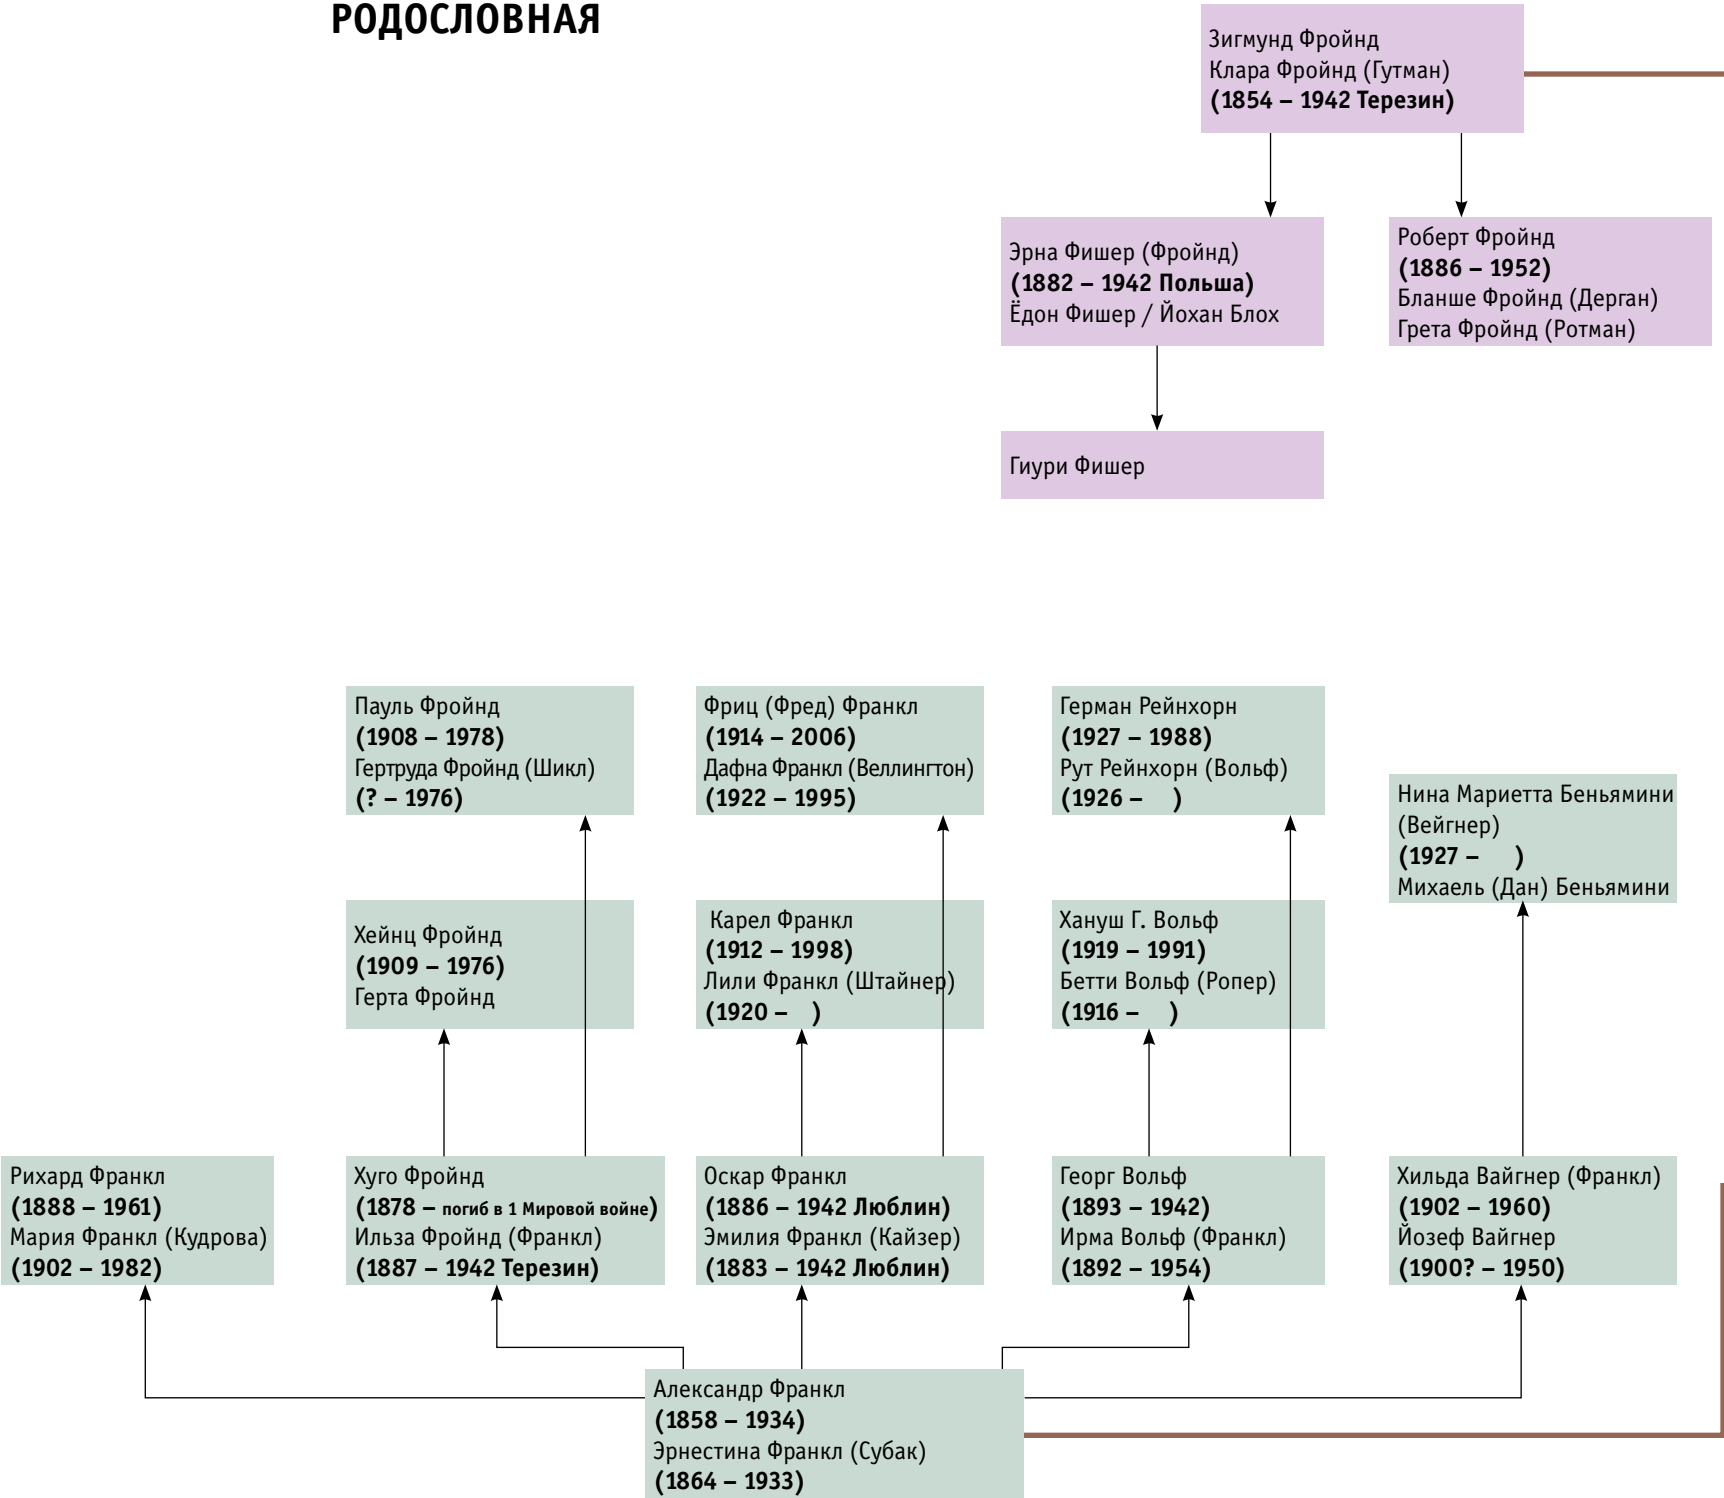 РОДОСЛОВНАЯ
Зигмунд Фройнд
Клара Фройнд (Гутман)
(1854 – 1942 Терезин)
Эрна Фишер (Фройнд)
(1882 – 1942 Польша)
Ёдон Фишер / Йохан Блох
Роберт Фройнд
(1886 – 1952)
Бланше Фройнд (Дерган)
Грета Фройнд (Ротман)
Гиури Фишер
Пауль Фройнд
(1908 – 1978)
Гертруда Фройнд (Шикл)
(? – 1976)
Фриц (Фред) Франкл
(1914 – 2006)
Дафна Франкл (Веллингтон)
(1922 – 1995)
Герман Рейнхорн
(1927 – 1988)
Рут Рейнхорн (Вольф)
(1926 –    )
Нина Мариетта Беньямини
(Вейгнер)
(1927 –    )
Михаель (Дан) Беньямини
Хейнц Фройнд
(1909 – 1976)
Герта Фройнд
Карел Франкл
(1912 – 1998)
Лили Франкл (Штайнер)
(1920 –   )
Хануш Г. Вольф
(1919 – 1991)
Бетти Вольф (Ропер)
(1916 –    )
Рихард Франкл
(1888 – 1961)
Мария Франкл (Кудрова)
(1902 – 1982)
Хуго Фройнд
(1878 – погиб в 1 Мировой войне)
Ильза Фройнд (Франкл)
(1887 – 1942 Терезин)
Оскар Франкл
(1886 – 1942 Люблин)
Эмилия Франкл (Кайзер)
(1883 – 1942 Люблин)
Георг Вольф
(1893 – 1942)
Ирма Вольф (Франкл)
(1892 – 1954)
Хильда Вайгнер (Франкл)
(1902 – 1960)
Йозеф Вайгнер
(1900? – 1950)
Александр Франкл
(1858 – 1934)
Эрнестина Франкл (Субак)
(1864 – 1933)